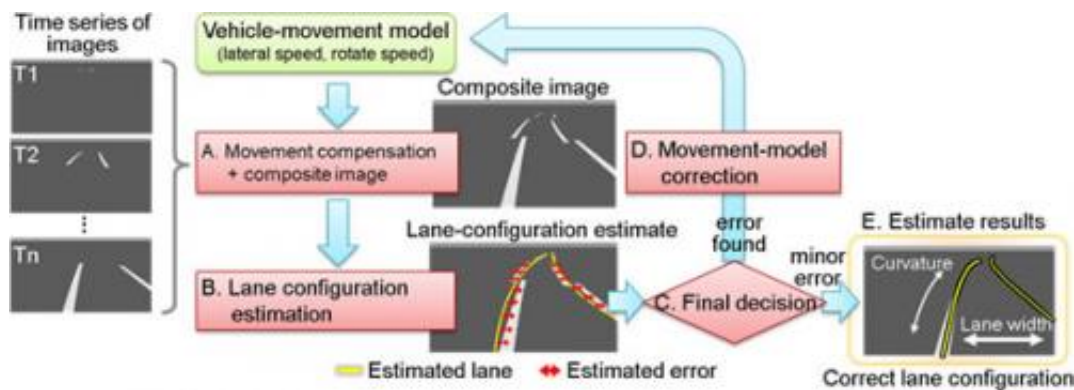 Time series of
images
T1
T2
Tn
Vehicle-movement model
(lateral speed, rotate speed)
A. Movement compensation
+ composite image
Composite image
B. Lane configuration
estimation
Lane-configuration estimate
C. Final decision
D. Movement-model
correction
error
found
minor
error
E. Estimate results
Curvature
Lane width
Correct lane configuration
Estimated lane
Estimated error